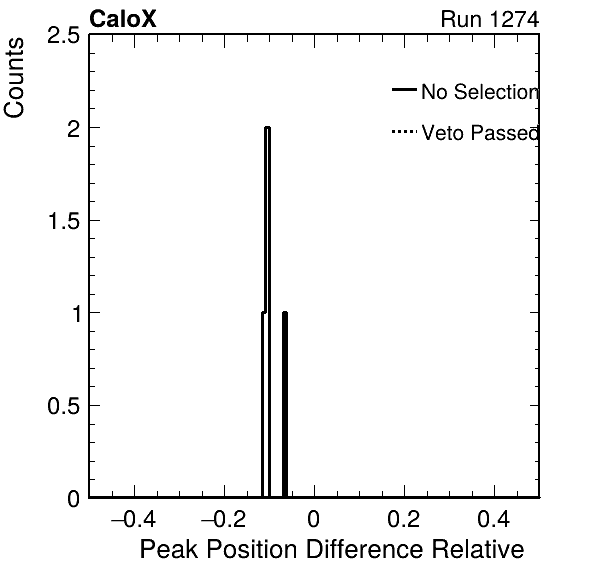 CaloX Run 1274
Counts
2.5
No Selection
2
Veto Passed
1.5
1
0.5
0
−0.4 −0.2 0 0.2 0.4
Peak Position Difference Relative